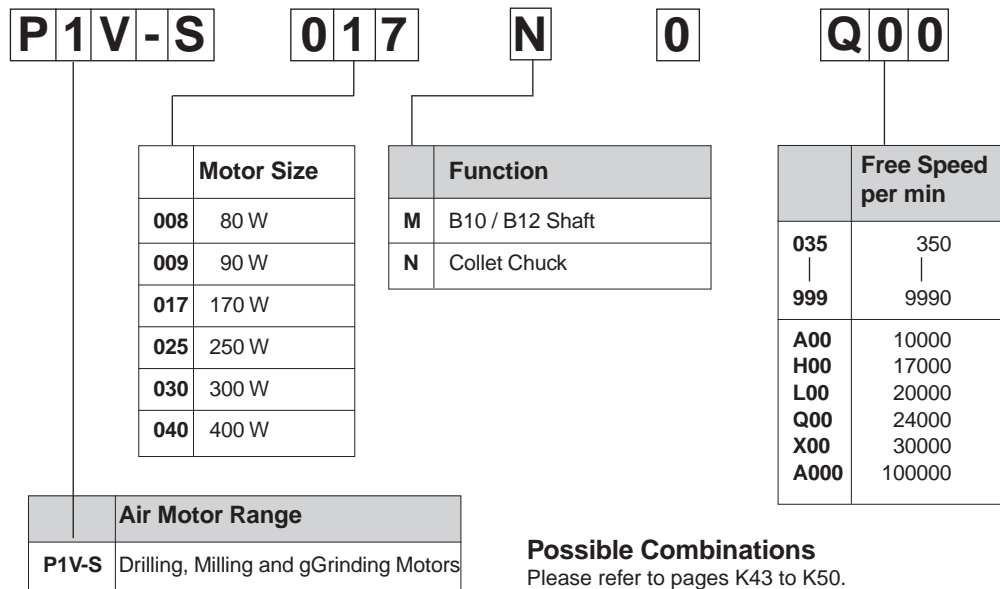 P1V-S 017 N 0 Q00
Motor Size
008 80 W
009 90 W
017 170 W
025 250 W
030 300 W
040 400 W
Function
M B10 / B12 Shaft
N Collet Chuck
Free Speed
per min
035 350
999 9990
A00 10000
H00 17000
L00 20000
Q00 24000
X00 30000
A000 100000
Air Motor Range
P1V-S Drilling, Milling and gGrinding Motors
Possible Combinations
Please refer to pages K43 to K50.